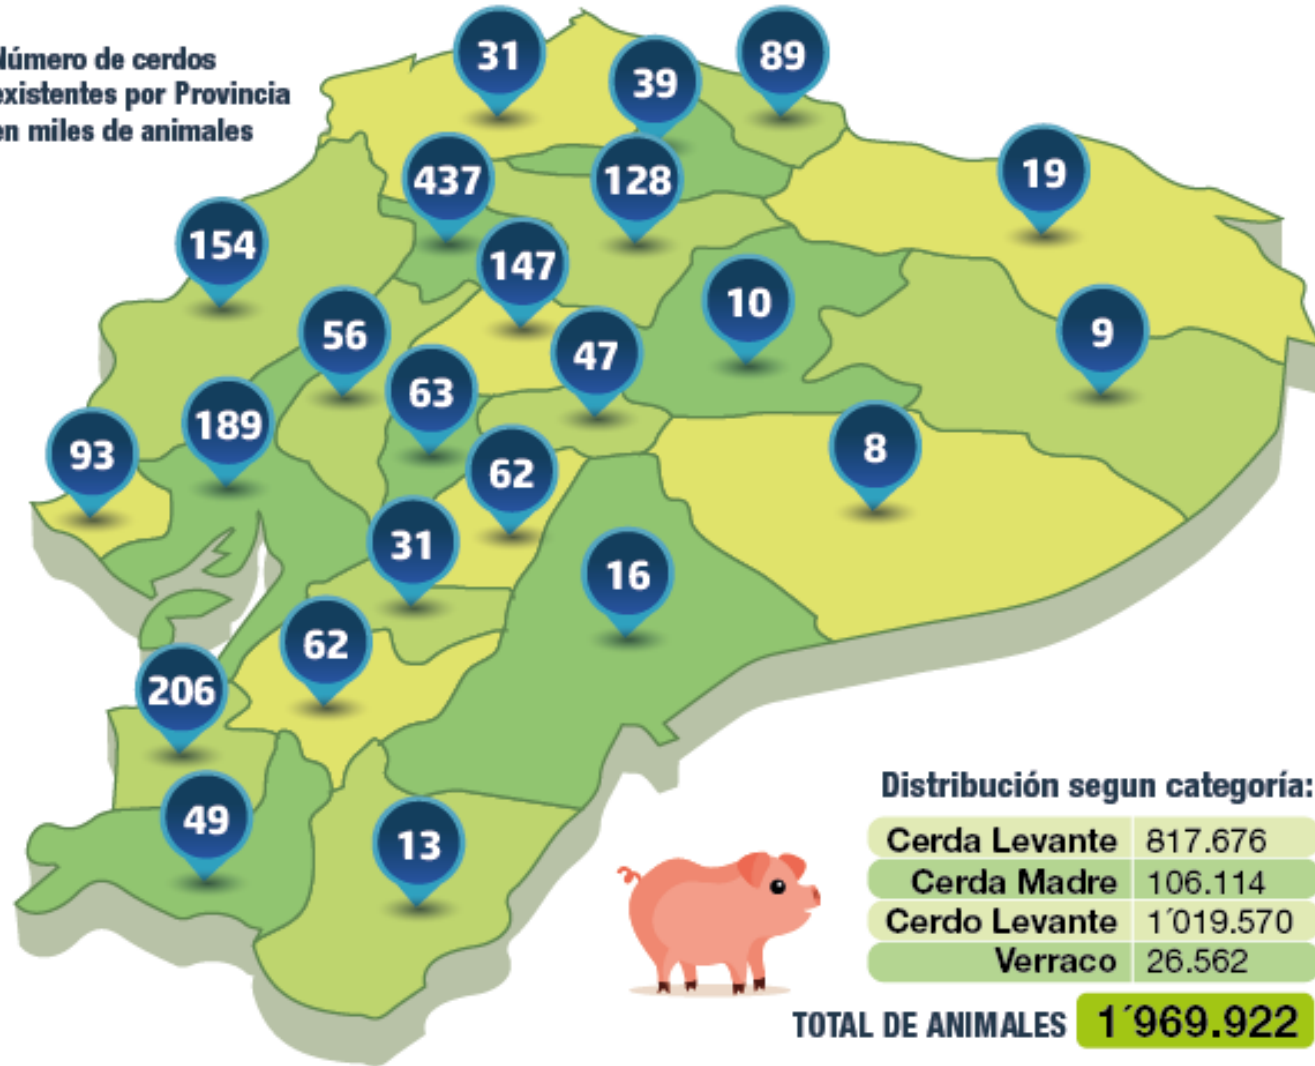 Número de cerdos
existentes por Provincia
en miles de animales
31
39
89
437
128
19
154
147
56
10
9
47
63
189
93
8
62
31
16
62
206
49
13
Distribución segun categoría:
Cerda Levante 817.676
Cerda Madre 106.114
Cerdo Levante 1´019.570
Verraco 26.562
TOTAL DE ANIMALES 1´969.922